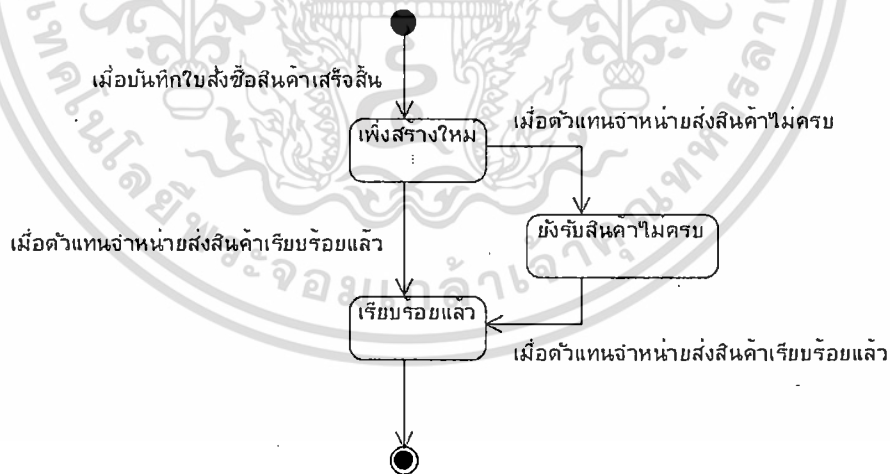 เมื่อบันทึกใบสั่งซื้อสินค้าเสร็จสิ้น
เพิ่งสร้างใหม่
เมื่อตัวแทนจำหน่ายส่งสินค้าไม่ครบ
ยังรับสินค้าไม่ครบ
เมื่อตัวแทนจำหน่ายส่งสินค้าเรียบร้อยแล้ว
เรียบร้อยแล้ว
เมื่อตัวแทนจำหน่ายส่งสินค้าเรียบร้อยแล้ว